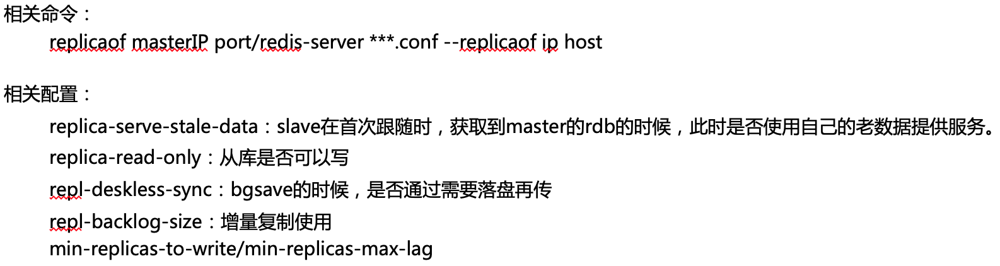 相关命令：
replicaof masterIP port/redis-server ***.conf --replicaof ip host
相关配置：
replica-serve-stale-data：slave在首次跟随时，获取到master的rdb的时候，此时是否使用自己的老数据提供服务。
replica-read-only：从库是否可以写
repl-deskless-sync：bgsave的时候，是否通过需要落盘再传
repl-backlog-size：增量复制使用
min-replicas-to-write/min-replicas-max-lag